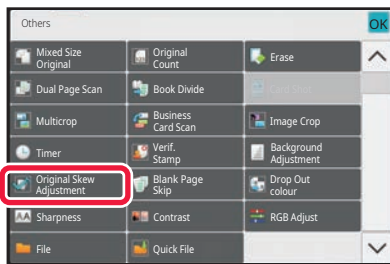 Others
OK
Mixed Size
Original
Original
Count
Erase
Dual Page Scan
Book Divide
Card Shot
Multicrop
Business
Card Scan
Image Crop
Timer
Verif.
Stamp
Background
Adjustment
Original Skew
Adjustment
Blank Page
Skip
Drop Out
colour
Sharpness
Contrast
RGB Adjust
File
Quick File